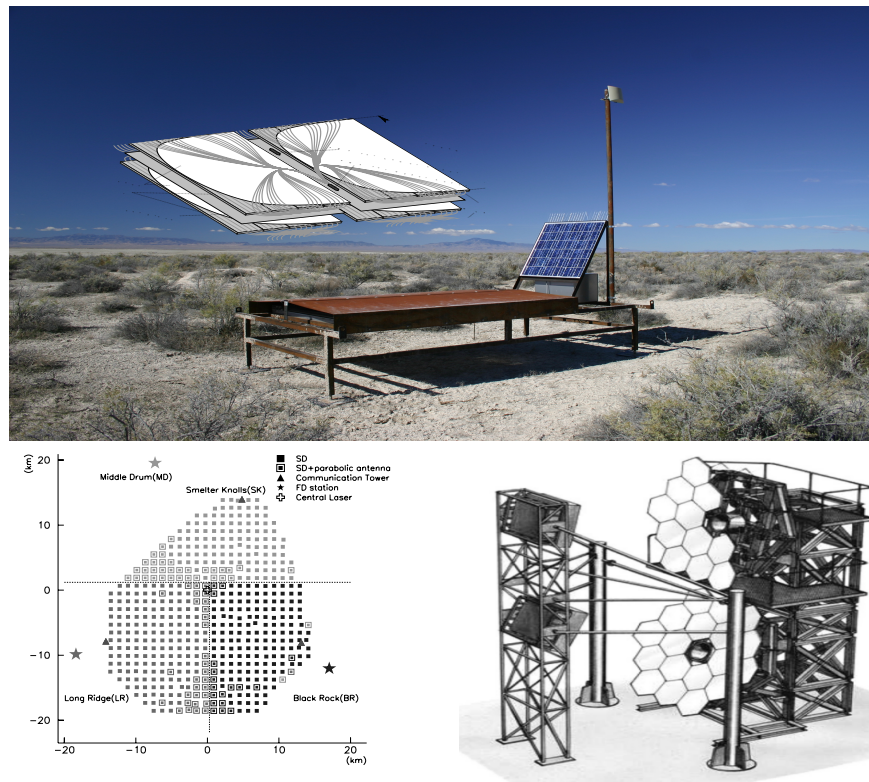 (km)
20
10
0
−10
−20
Middle Drum(MD)
Smelter Knolls(SK)
SD
SD+parabolic antenna
Communication Tower
FD station
Central Laser
Long Ridge(LR)
Black Rock(BR)
−20
−10
0
10
20
(km)